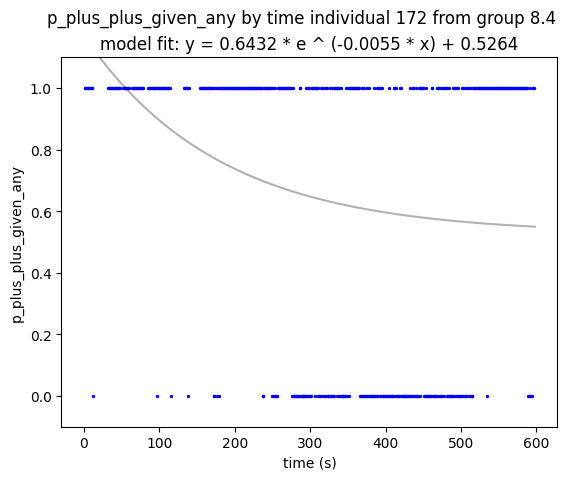 p_plus_plus_given_any by time individual 172 from group 8.4
model fit: y = 0.6432 * e ^ (-0.0055 * x) + 0.5264
1.0
0.8
0.6
0.4
0.2
0.0
p_plus_plus_given_any
0 100 200 300 400 500 600
time (s)